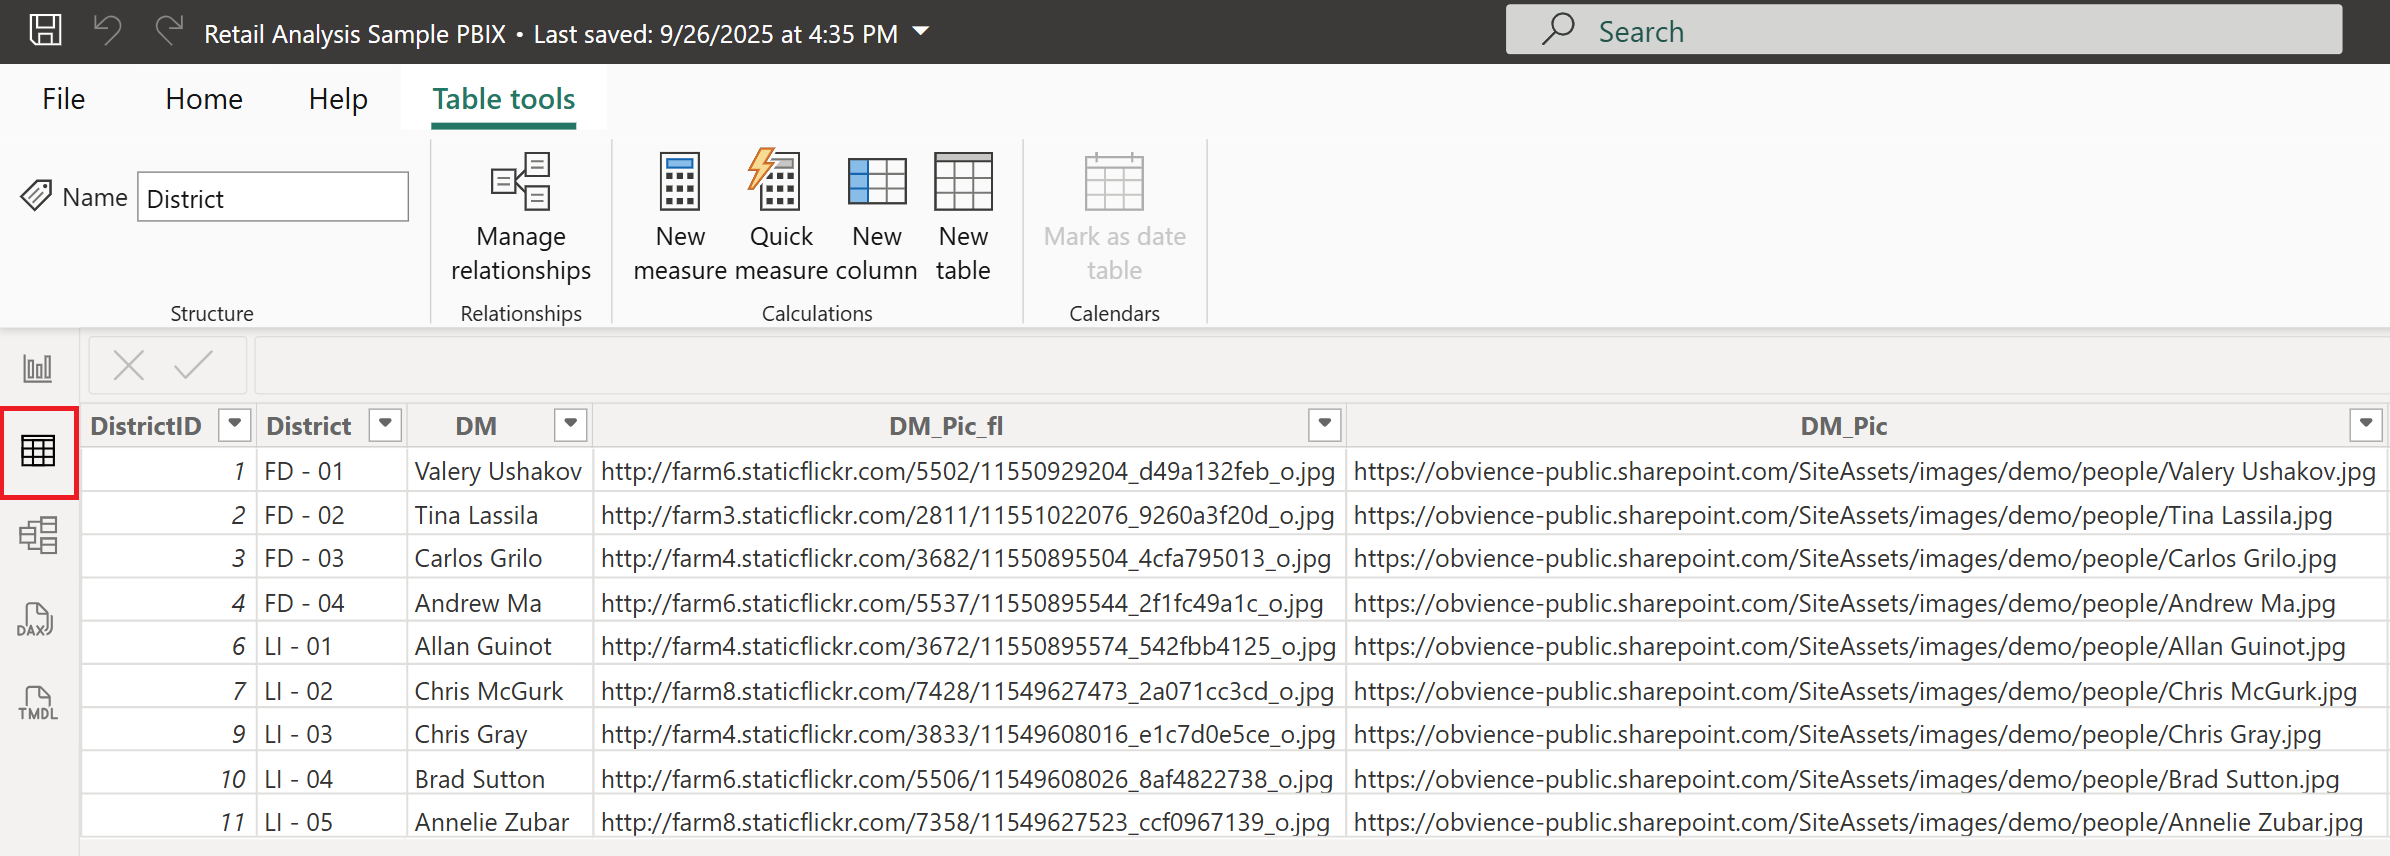 Retail Analysis Sample PBIX • Last saved: 9/26/2025 at 4:35 PM
Search
File Home Help Table tools
Name District
Manage relationships
New measure
Quick measure
New column
New table
Mark as date table
Structure Relationships Calculations Calendars
DistrictID District DM DM_Pic_fl DM_Pic
1 FD - 01 Valery Ushakov http://farm6.staticflickr.com/5502/11550929204_d49a132feb_o.jpg https://obvience-public.sharepoint.com/SiteAssets/images/demo/people/Valery Ushakov.jpg
2 FD - 02 Tina Lassila http://farm3.staticflickr.com/2811/11551022076_9260a3f20d_o.jpg https://obvience-public.sharepoint.com/SiteAssets/images/demo/people/Tina Lassila.jpg
3 FD - 03 Carlos Grilo http://farm4.staticflickr.com/3682/11550895504_4cfa795013_o.jpg https://obvience-public.sharepoint.com/SiteAssets/images/demo/people/Carlos Grilo.jpg
4 FD - 04 Andrew Ma http://farm6.staticflickr.com/5537/11550895544_2f1fc49a1c_o.jpg https://obvience-public.sharepoint.com/SiteAssets/images/demo/people/Andrew Ma.jpg
6 LI - 01 Allan Guinot http://farm4.staticflickr.com/3672/11550895574_542fbb4125_o.jpg https://obvience-public.sharepoint.com/SiteAssets/images/demo/people/Allan Guinot.jpg
7 LI - 02 Chris McGurk http://farm8.staticflickr.com/7428/11549627473_2a071cc3cd_o.jpg https://obvience-public.sharepoint.com/SiteAssets/images/demo/people/Chris McGurk.jpg
9 LI - 03 Chris Gray http://farm4.staticflickr.com/3833/11549608016_e1c7d0e5ce_o.jpg https://obvience-public.sharepoint.com/SiteAssets/images/demo/people/Chris Gray.jpg
10 LI - 04 Brad Sutton http://farm6.staticflickr.com/5506/11549608026_8af4822738_o.jpg https://obvience-public.sharepoint.com/SiteAssets/images/demo/people/Brad Sutton.jpg
11 LI - 05 Annelie Zubar http://farm8.staticflickr.com/7358/11549627523_ccf0967139_o.jpg https://obvience-public.sharepoint.com/SiteAssets/images/demo/people/Annelie Zubar.jpg
DAX
TMDL